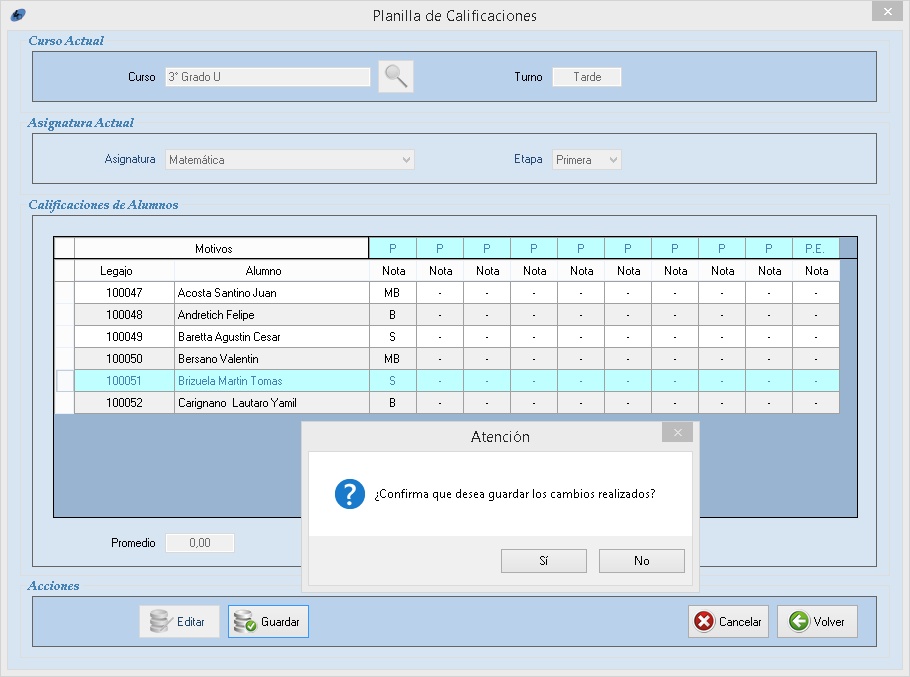 Planilla de Calificaciones
Curso Actual
Curso 3° Grado U Turno Tarde
Asignatura Actual
Asignatura Matemática Etapa Primera
Calificaciones de Alumnos
Motivos P P P P P P P P P P.E.
Legajo Alumno Nota Nota Nota Nota Nota Nota Nota Nota Nota Nota
100047 Acosta Santino Juan MB - - - - - - - - -
100048 Andretich Felipe B - - - - - - - - -
100049 Baretta Agustin Cesar S - - - - - - - - -
100050 Bersano Valentin MB - - - - - - - - -
100051 Brizuela Martin Tomas S - - - - - - - - -
100052 Carignano Lautaro Yamil B - - - - - - - - -
Atención
¿Confirma que desea guardar los cambios realizados?
Sí No
Promedio 0,00
Acciones
Editar Guardar Cancelar Volver